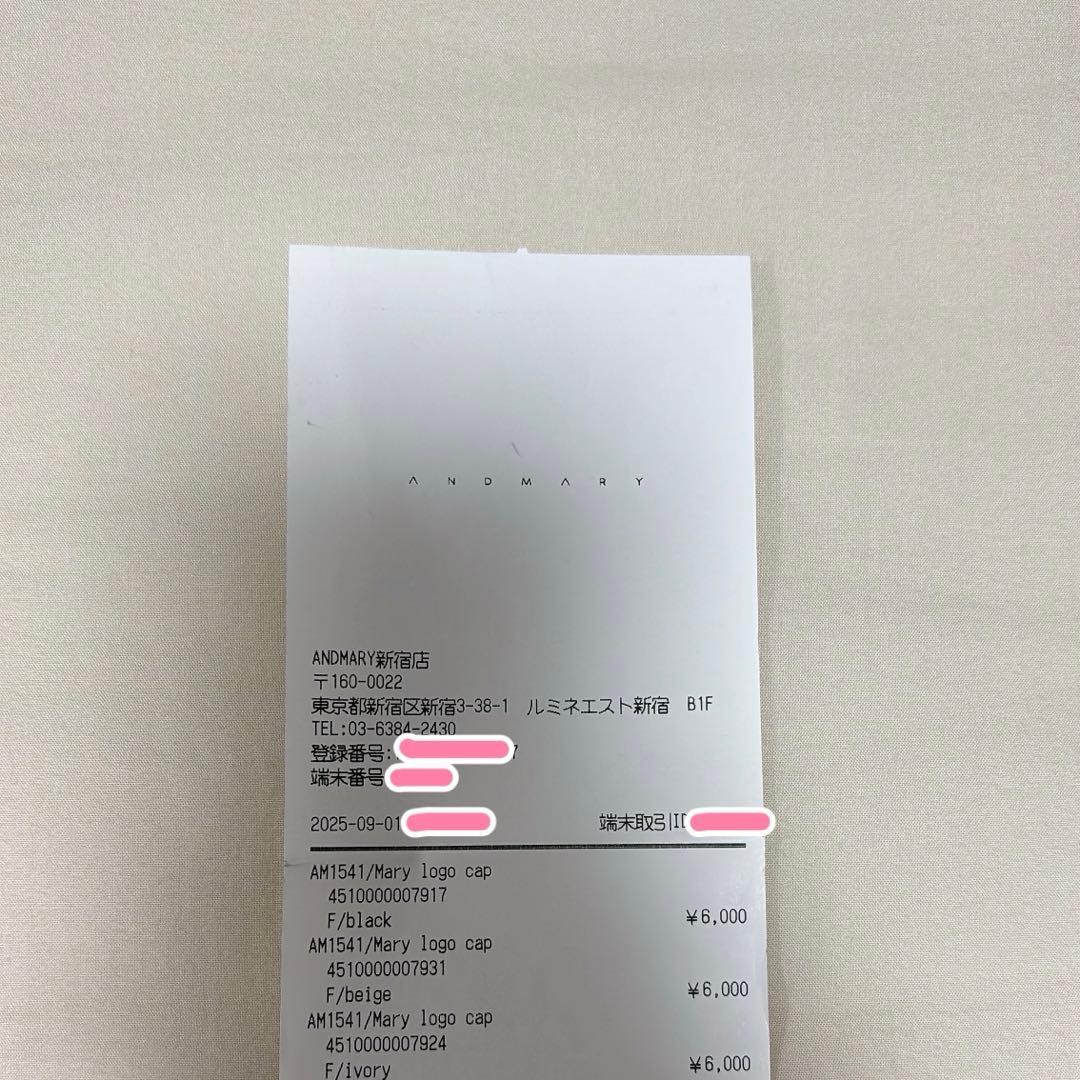 ANDMARY
ANDMARY新宿店
〒160-0022
東京都新宿区新宿3-38-1 ルミネエスト新宿 B1F
TEL:03-6384-2430
登録番号: 7
端末番号
2025-09-01 端末取引ID
AM1541/Mary logo cap
4510000007917
F/black ¥6,000
AM1541/Mary logo cap
4510000007931
F/beige ¥6,000
AM1541/Mary logo cap
4510000007924
F/ivory ¥6,000